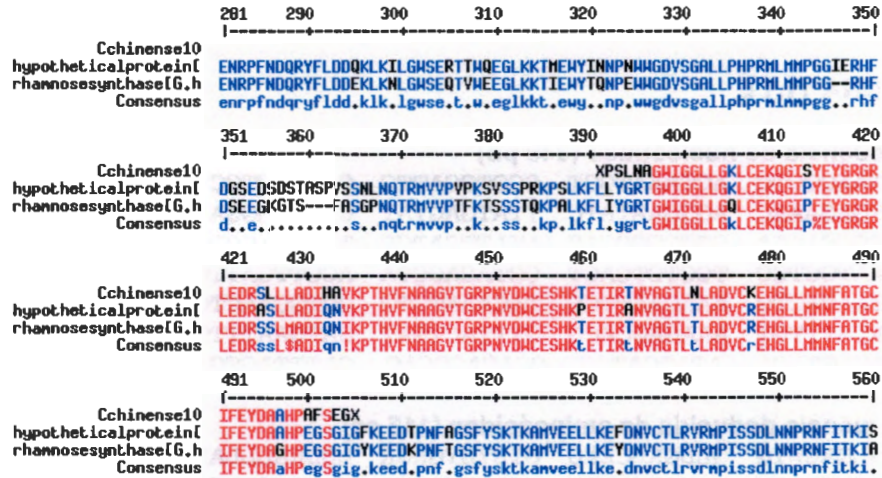 281 290 300 310 320 330 340 350
|--------+---------+---------+---------+---------+---------+---------|
Cchinense10
hypotheticalprotein[ ENRPFNDQRYFLDDQKLKILGWSERTTWQEGLKKTMEWYINNPNWWGDVSGALLPHPRMLMMPGGIERHF
rhamnosesynthase[G.h ENRPFNDQRYFLDDEKLKNLGWSEQTVWEEGLKKTIEWYTQNPEWWGDVSGALLPHPRMLMMPGG--RHF
Consensus enrpfndqryfldd.klk.lgwse.t.w.eglkkt.ewy..np.wwgdvsgallphprmlmmpgg..rhf
351 360 370 380 390 400 410 420
|--------+---------+---------+---------+---------+---------+---------|
Cchinense10 XPSLNAGWIGGLLGKLCEKQGISYEYGRGR
hypotheticalprotein[ DGSEDSDSTASPVSSNLNQTRMVVPVPKSVSSPRKPSLKFLLYGRTGWIGGLLGKLCEKQGIPYEYGRGR
rhamnosesynthase[G.h DSEEGKGTS---FASGPNQTRMVVPTFKTSSSTQKPALKFLIYGRTGWIGGLLGQLCEKQGIPFEYGRGR
Consensus d..e.........s..nqtrmvvp..k..ss..kp.lkfl.ygrtGWIGGLLGkLCEKQGIp%EYGRGR
421 430 440 450 460 470 480 490
|--------+---------+---------+---------+---------+---------+---------|
Cchinense10 LEDRSLLLADIHAVKPTHVFNAAGVTGRPNVDWCESHKTETIRTNVAGTLNLADVCKEHGLLMMNFATGC
hypotheticalprotein[ LEDRASLLADIQNVKPTHVFNAAGVTGRPNVDWCESHKPETIRANVAGTLTLADVCREHGLLMMNFATGC
rhamnosesynthase[G.h LEDRSSLMADIQNIKPTHVFNAAGVTGRPNVDWCESHKTETIRTNVAGTLTLADVCREHGLLMMNFATGC
Consensus LEDRssL$ADIqn!KPTHVFNAAGVTGRPNVDWCESHKtETIRtNVAGTLtLADVCrEHGLLMMNFATGC
491 500 510 520 530 540 550 560
|--------+---------+---------+---------+---------+---------+---------|
Cchinense10 IFEYDAAHPAFSEGX
hypotheticalprotein[ IFEYDAAHPEGSGIGFKEEDTPNFAGSFYSKTKAMVEELLKEFDNVCTLRVRMPISSDLNNPRNFITKIS
rhamnosesynthase[G.h IFEYDAGHPEGSGIGYKEEDKPNFTGSFYSKTKAMVEELLKEYDNVCTLRVRMPISSDLNNPRNFITKIA
Consensus IFEYDAaHPegSgig.keed.pnf.gsfysktkamveellke.dnvctlrvrmpissdlnnprnfitki.